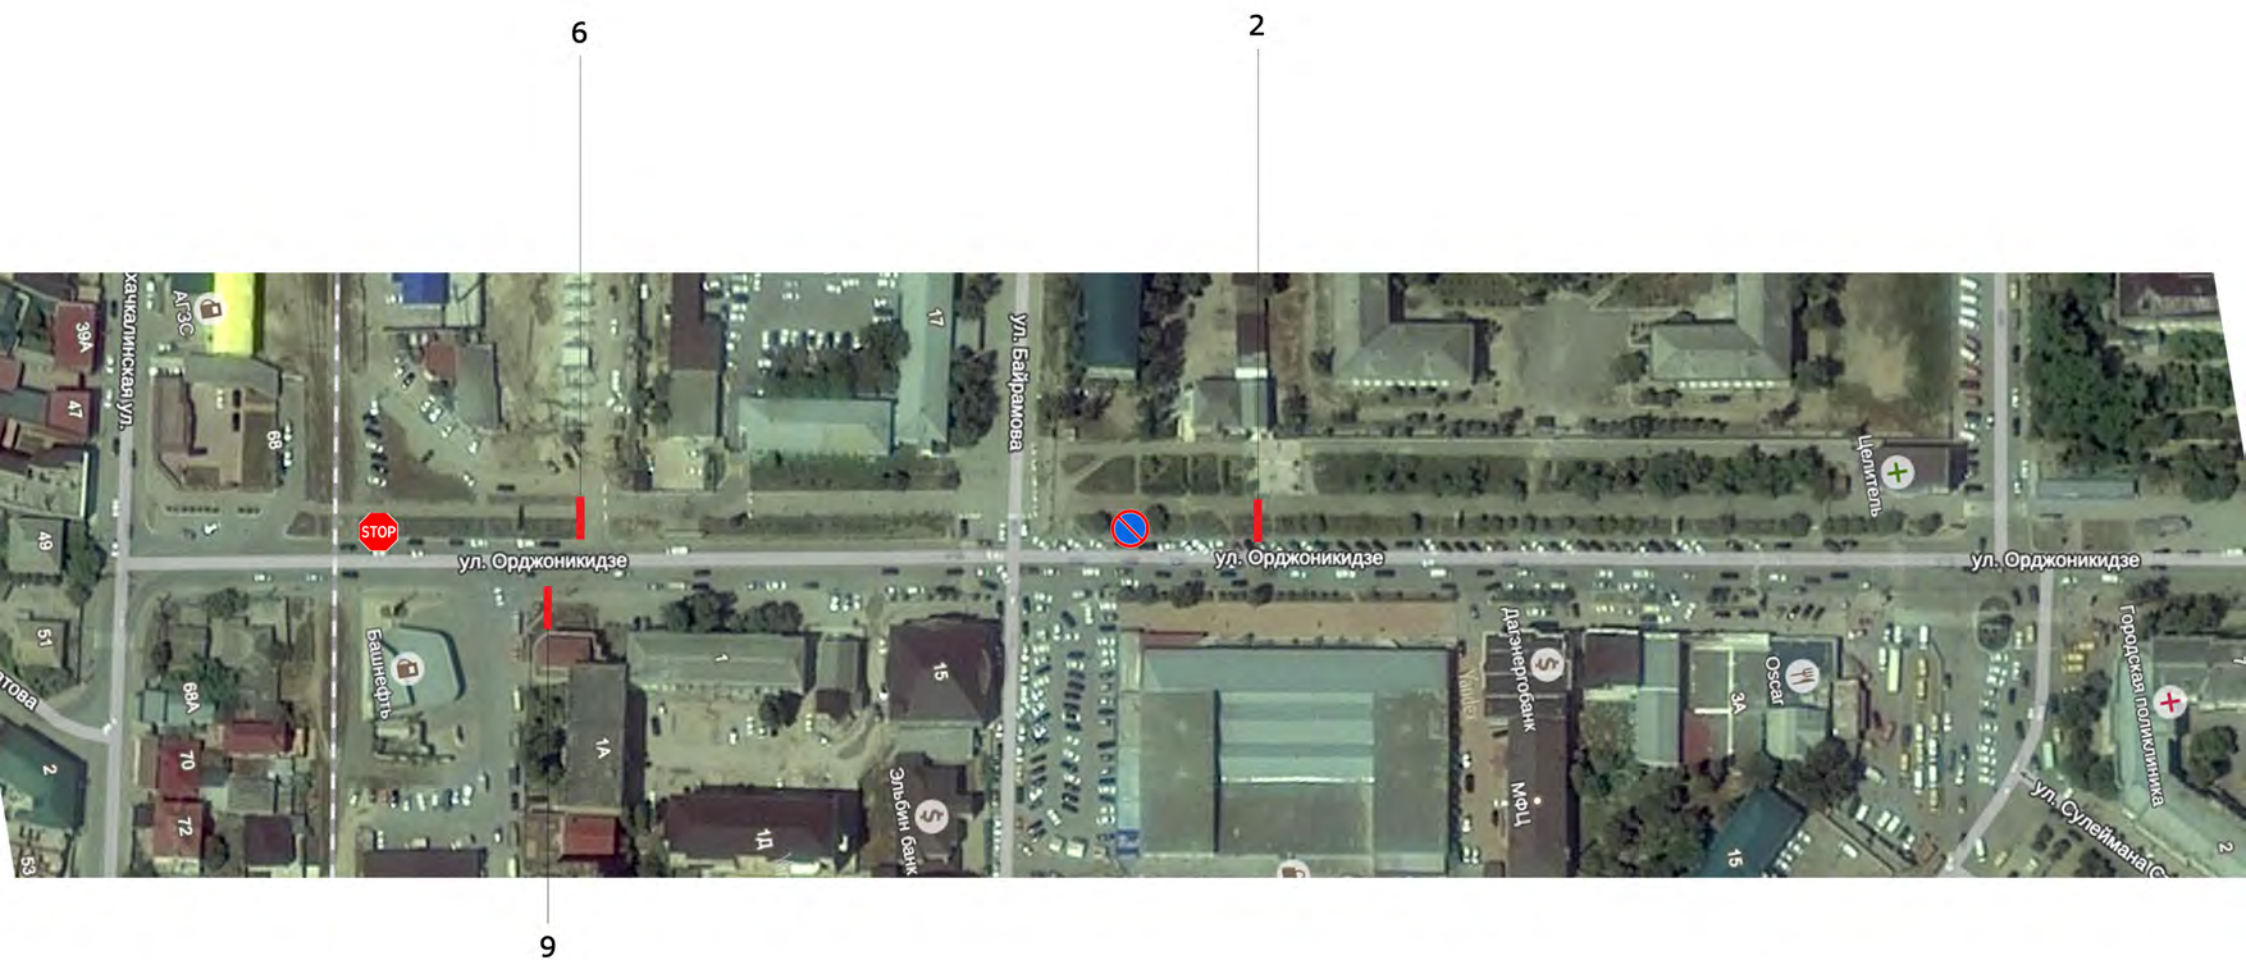 6
2
хачкалинская ул.
АГЗС
39А
47
68
17
ул. Байрамова
Целитель
STOP
ул. Орджоникидзе
ул. Орджоникидзе
ул. Орджоникидзе
49
51
68А
70
72
2
53
Башнефть
1
1А
1Д
15
Эльбин банк
Дагэнергобанк
МФЦ
Oscar
3А
15
Городская поликлиника
7
ул. Сулеймана С
2
9